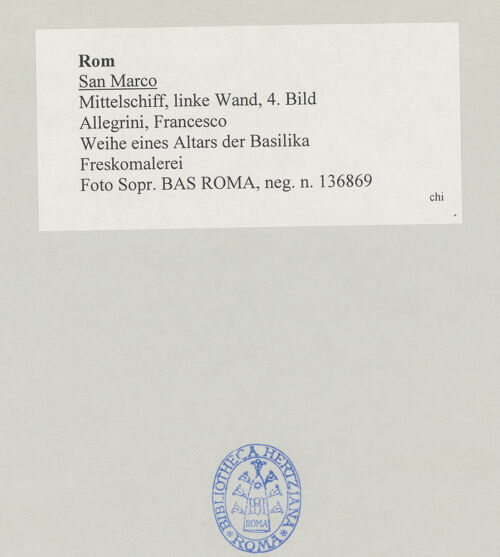 Rom
San Marco
Mittelschiff, linke Wand, 4. Bild
Allegrini, Francesco
Weihe eines Altars der Basilika
Freskomalerei
Foto Sopr. BAS ROMA, neg. n. 136869
chi
BIBLIOTHECA HERTZIANA
ROMA
ROMA